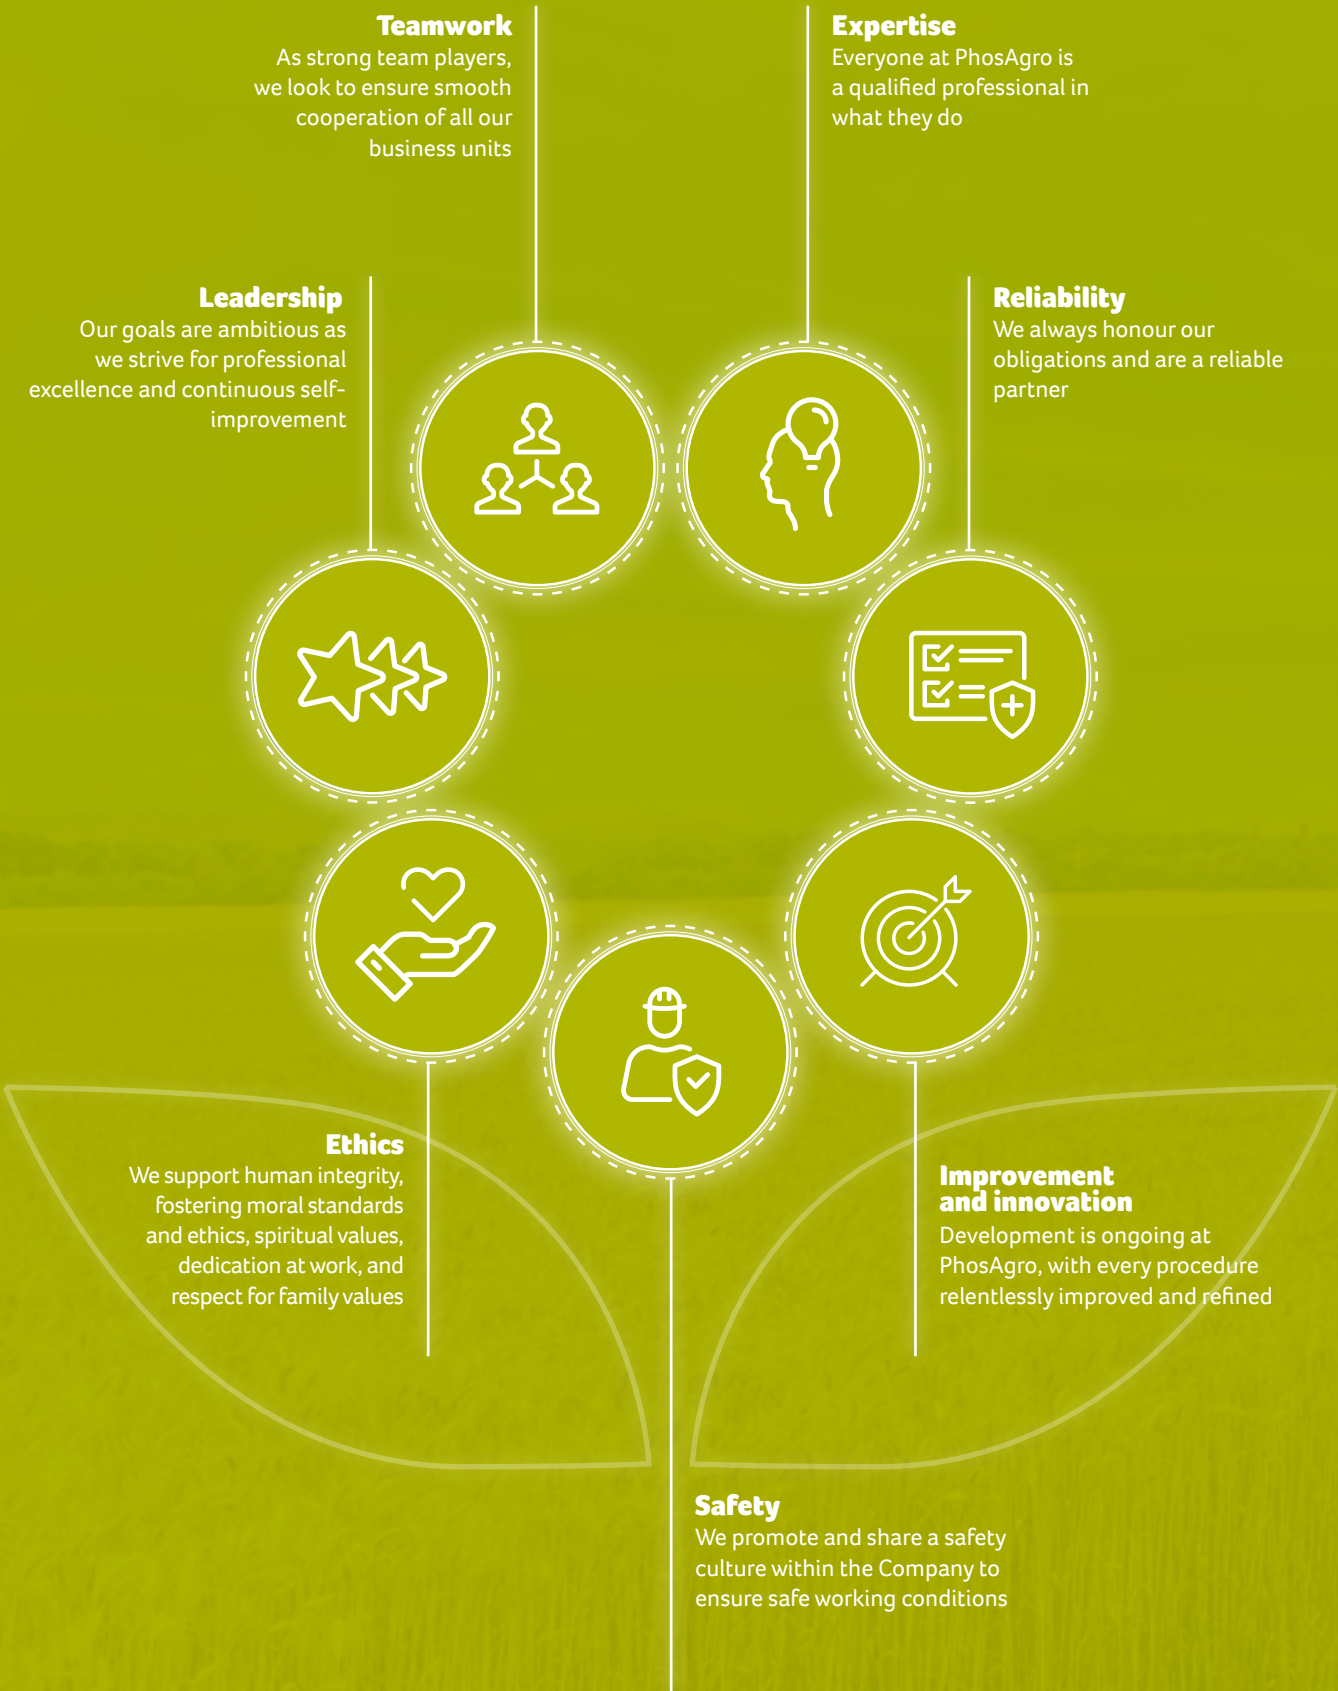 Teamwork
As strong team players,
we look to ensure smooth
cooperation of all our
business units
Expertise
Everyone at PhosAgro is
a qualified professional in
what they do
Leadership
Our goals are ambitious as
we strive for professional
excellence and continuous self-
improvement
Reliability
We always honour our
obligations and are a reliable
partner
Ethics
We support human integrity,
fostering moral standards
and ethics, spiritual values,
dedication at work, and
respect for family values
Improvement
and innovation
Development is ongoing at
PhosAgro, with every procedure
relentlessly improved and refined
Safety
We promote and share a safety
culture within the Company to
ensure safe working conditions